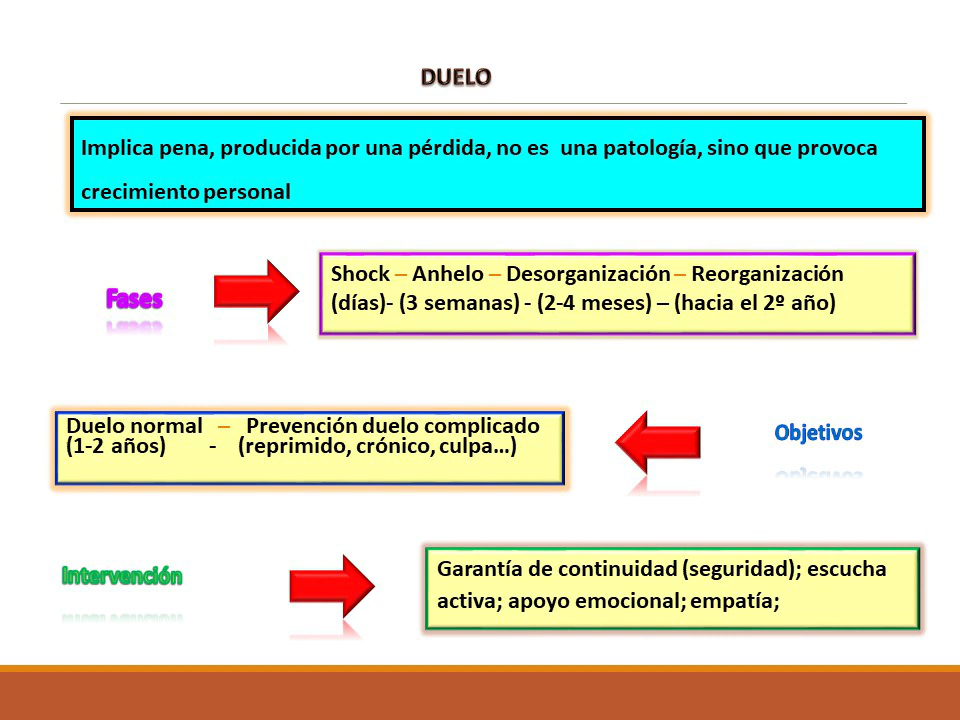 DUELO
Implica pena, producida por una pérdida, no es  una patología, sino que provoca
crecimiento personal
Fases
Shock – Anhelo – Desorganización – Reorganización
(días)- (3 semanas) - (2-4 meses) – (hacia el 2º año)
Duelo normal  –  Prevención duelo complicado
(1-2 años)       -    (reprimido, crónico, culpa…)
Objetivos
Intervención
Garantía de continuidad (seguridad); escucha
activa; apoyo emocional; empatía;